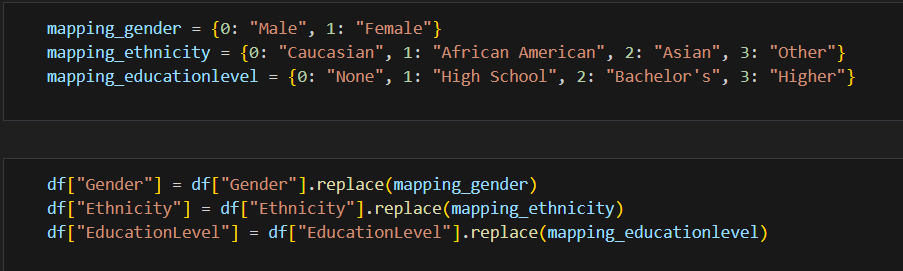 mapping_gender = {0: "Male", 1: "Female"}
mapping_ethnicity = {0: "Caucasian", 1: "African American", 2: "Asian", 3: "Other"}
mapping_educationlevel = {0: "None", 1: "High School", 2: "Bachelor's", 3: "Higher"}
df["Gender"] = df["Gender"].replace(mapping_gender)
df["Ethnicity"] = df["Ethnicity"].replace(mapping_ethnicity)
df["EducationLevel"] = df["EducationLevel"].replace(mapping_educationlevel)